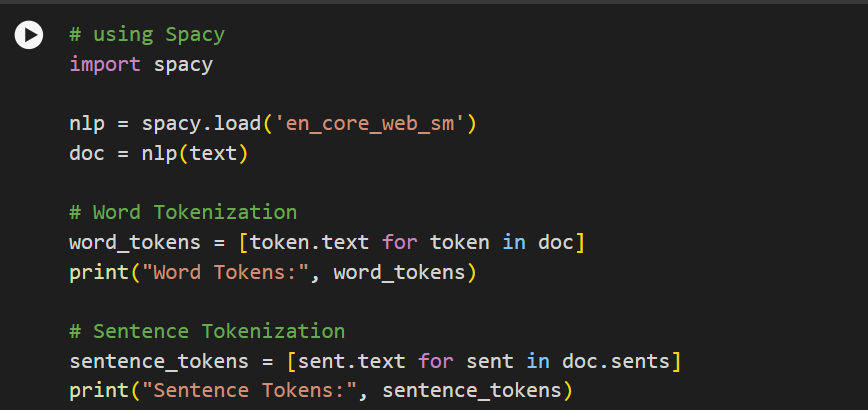 # using Spacy
import spacy
nlp = spacy.load('en_core_web_sm')
doc = nlp(text)
# Word Tokenization
word_tokens = [token.text for token in doc]
print("Word Tokens:", word_tokens)
# Sentence Tokenization
sentence_tokens = [sent.text for sent in doc.sents]
print("Sentence Tokens:", sentence_tokens)